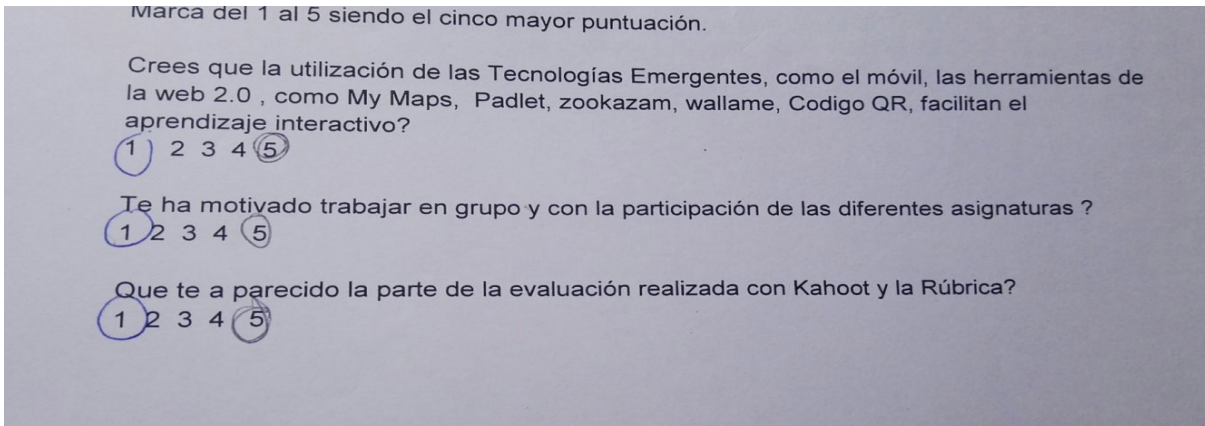 Marca del 1 al 5 siendo el cinco mayor puntuación.
Crees que la utilización de las Tecnologías Emergentes, como el móvil, las herramientas de
la web 2.0 , como My Maps, Padlet, zookazam, wallame, Codigo QR, facilitan el
aprendizaje interactivo?
1 2 3 4 5
Te ha motivado trabajar en grupo y con la participación de las diferentes asignaturas ?
1 2 3 4 5
Que te a parecido la parte de la evaluación realizada con Kahoot y la Rúbrica?
1 2 3 4 5